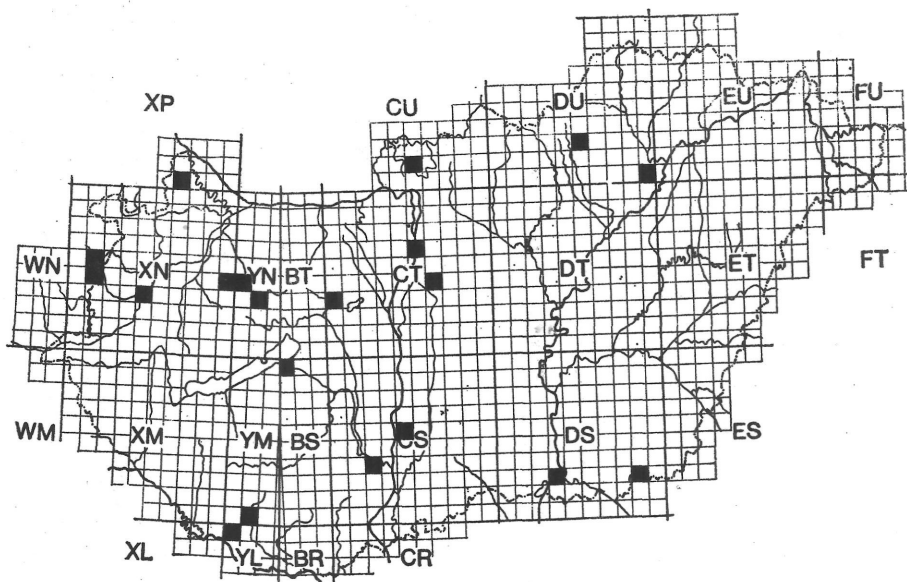 XP CU DU EU FU
WN XN YN BT CT DT ET FT
WM XM YM BS CS DS ES
XL YL BR CR